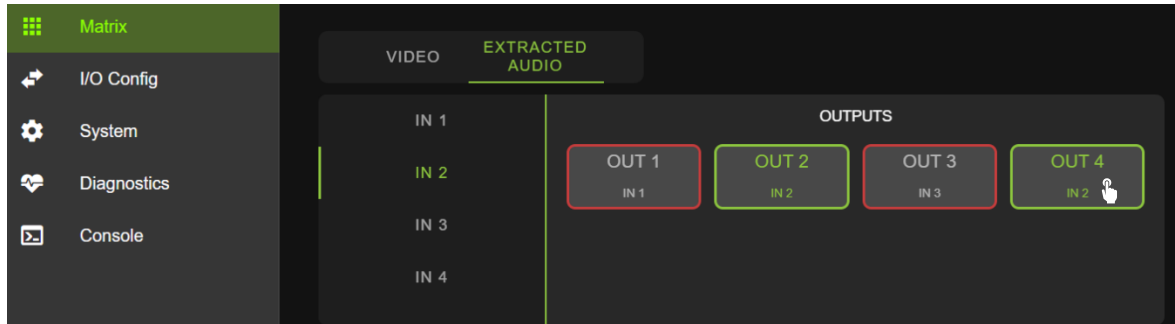 Matrix
I/O Config
System
Diagnostics
Console
VIDEO
EXTRACTED
AUDIO
IN 1
IN 2
IN 3
IN 4
OUTPUTS
OUT 1
IN 1
OUT 2
IN 2
OUT 3
IN 3
OUT 4
IN 2